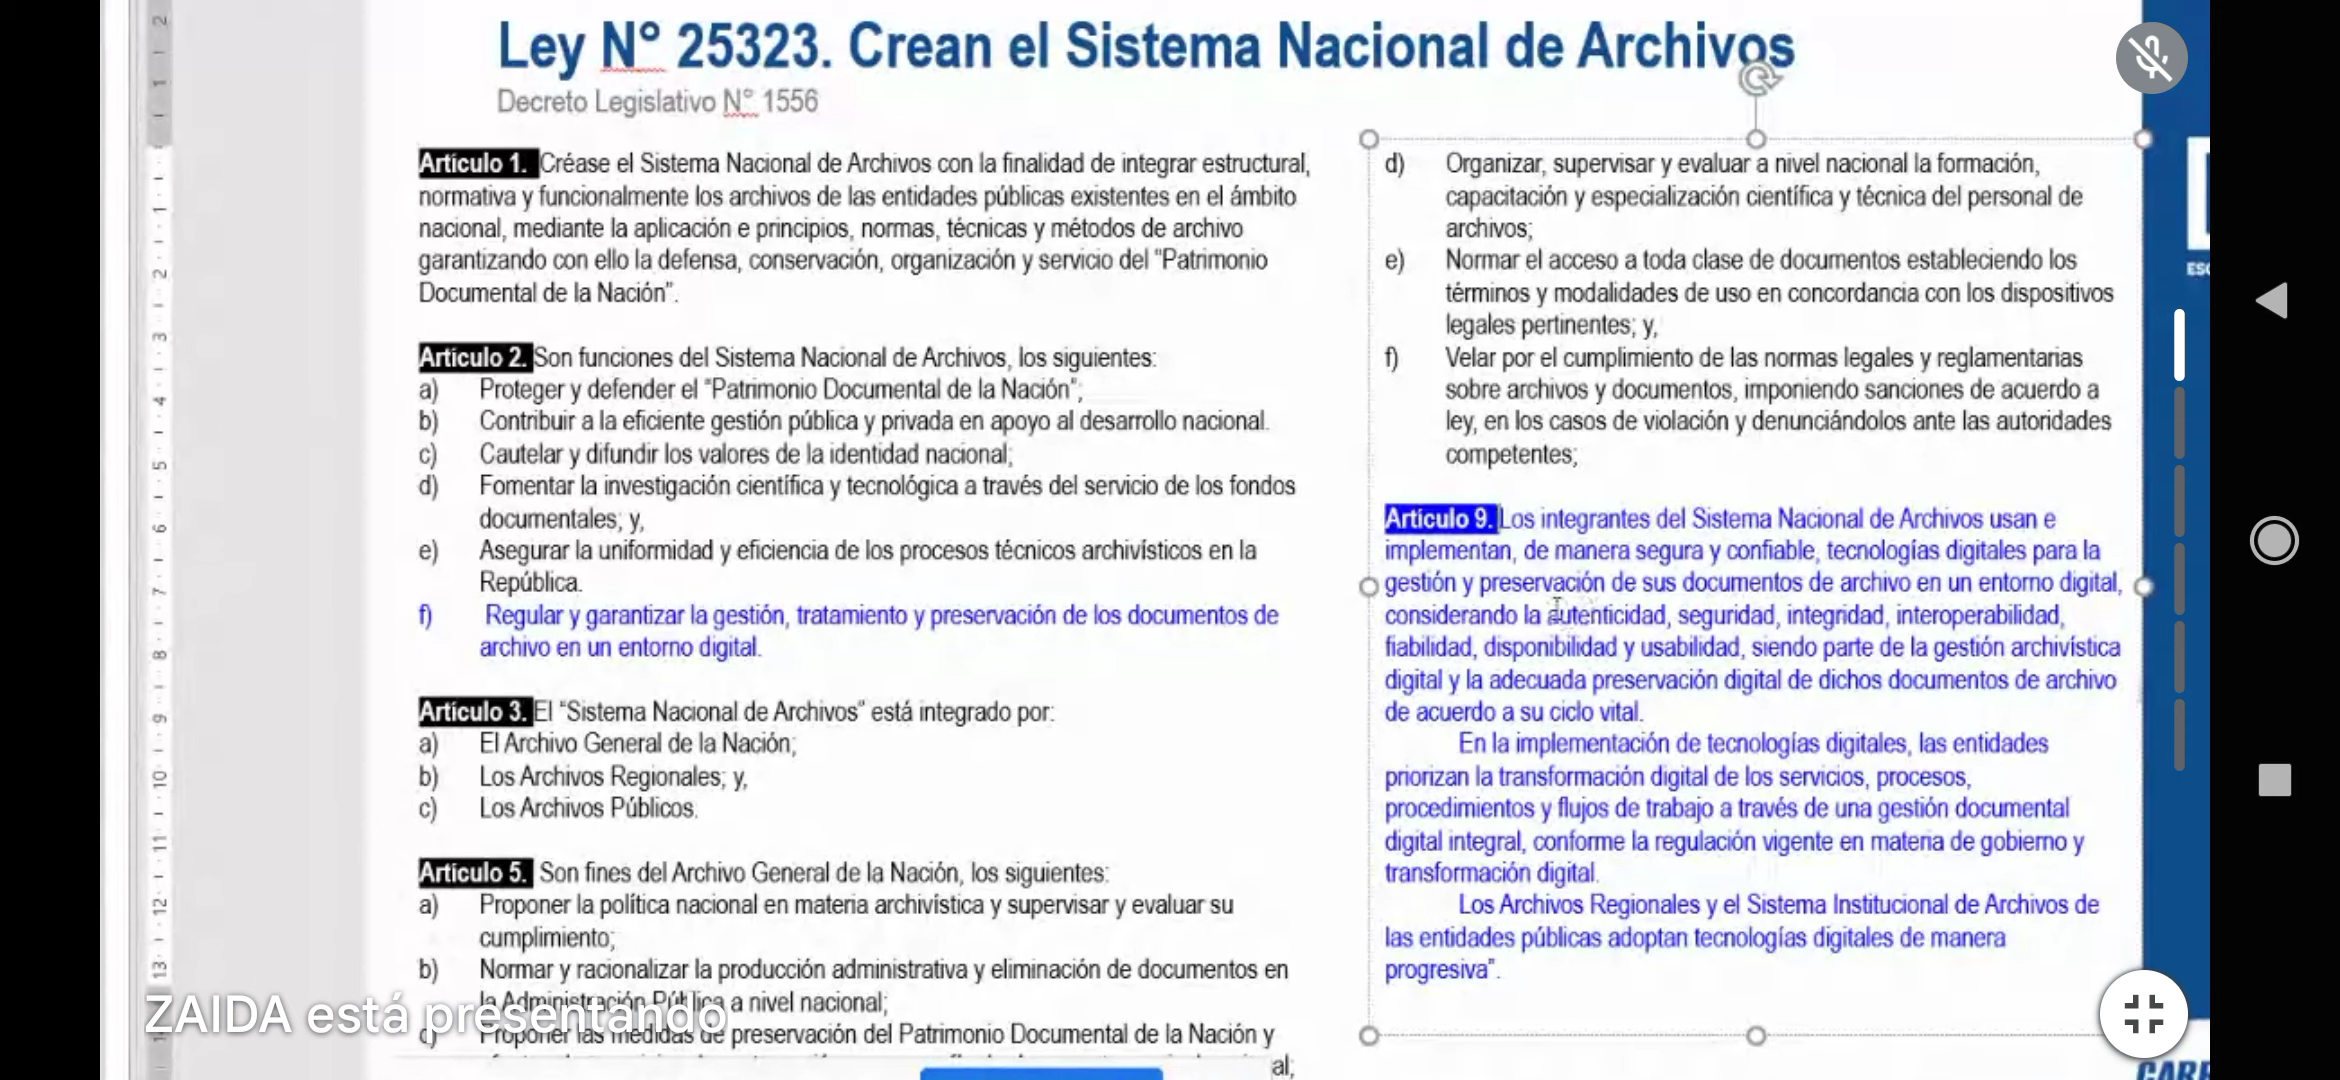 Ley N° 25323. Crean el Sistema Nacional de Archivos
Decreto Legislativo N° 1556
Artículo 1. Créase el Sistema Nacional de Archivos con la finalidad de integrar estructural,
normativa y funcionalmente los archivos de las entidades públicas existentes en el ámbito
nacional, mediante la aplicación e principios, normas, técnicas y métodos de archivo
garantizando con ello la defensa, conservación, organización y servicio del "Patrimonio
Documental de la Nación".
Artículo 2. Son funciones del Sistema Nacional de Archivos, los siguientes:
a) Proteger y defender el "Patrimonio Documental de la Nación";
b) Contribuir a la eficiente gestión pública y privada en apoyo al desarrollo nacional.
c) Cautelar y difundir los valores de la identidad nacional;
d) Fomentar la investigación científica y tecnológica a través del servicio de los fondos
documentales; y,
e) Asegurar la uniformidad y eficiencia de los procesos técnicos archivísticos en la
República.
f) Regular y garantizar la gestión, tratamiento y preservación de los documentos de
archivo en un entorno digital.
Artículo 3. El "Sistema Nacional de Archivos" está integrado por:
a) El Archivo General de la Nación;
b) Los Archivos Regionales; y,
c) Los Archivos Públicos.
Artículo 5. Son fines del Archivo General de la Nación, los siguientes:
a) Proponer la política nacional en materia archivística y supervisar y evaluar su
cumplimiento;
b) Normar y racionalizar la producción administrativa y eliminación de documentos en
la Administración Pública a nivel nacional;
c) Proponer las medidas de preservación del Patrimonio Documental de la Nación y
al;
d) Organizar, supervisar y evaluar a nivel nacional la formación,
capacitación y especialización científica y técnica del personal de
archivos;
e) Normar el acceso a toda clase de documentos estableciendo los
términos y modalidades de uso en concordancia con los dispositivos
legales pertinentes; y,
f) Velar por el cumplimiento de las normas legales y reglamentarias
sobre archivos y documentos, imponiendo sanciones de acuerdo a
ley, en los casos de violación y denunciándolos ante las autoridades
competentes;
Artículo 9. Los integrantes del Sistema Nacional de Archivos usan e
implementan, de manera segura y confiable, tecnologías digitales para la
gestión y preservación de sus documentos de archivo en un entorno digital,
considerando la autenticidad, seguridad, integridad, interoperabilidad,
fiabilidad, disponibilidad y usabilidad, siendo parte de la gestión archivística
digital y la adecuada preservación digital de dichos documentos de archivo
de acuerdo a su ciclo vital.
En la implementación de tecnologías digitales, las entidades
priorizan la transformación digital de los servicios, procesos,
procedimientos y flujos de trabajo a través de una gestión documental
digital integral, conforme la regulación vigente en materia de gobierno y
transformación digital.
Los Archivos Regionales y el Sistema Institucional de Archivos de
las entidades públicas adoptan tecnologías digitales de manera
progresiva".
ZAIDA está presentando